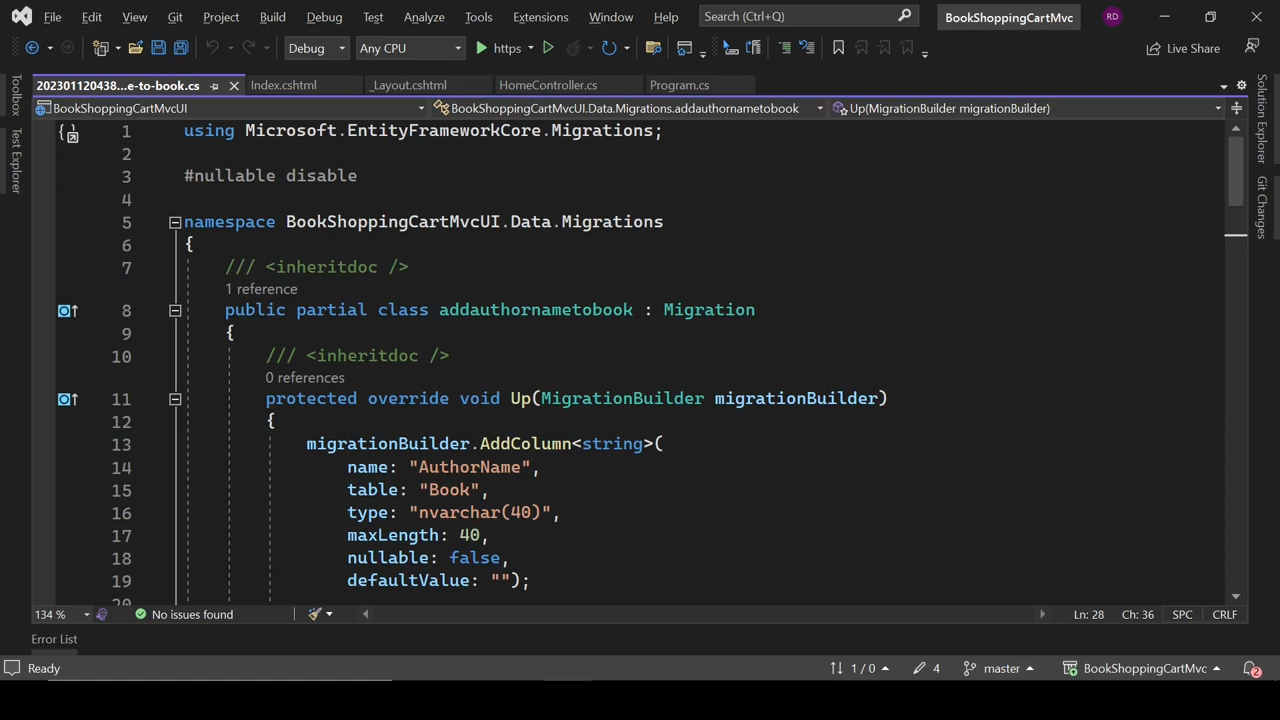 File Edit View Git Project Build Debug Test Analyze Tools Extensions Window Help Search (Ctrl+Q) BookShoppingCartMvc RD
Debug Any CPU https Live Share
202301120438...e-to-book.cs Index.cshtml _Layout.cshtml HomeController.cs Program.cs
BookShoppingCartMvcUI BookShoppingCartMvcUI.Data.Migrations.addauthornametobook Up(MigrationBuilder migrationBuilder)
Toolbox
Test Explorer
Solution Explorer
Git Changes
1 using Microsoft.EntityFrameworkCore.Migrations;
2
3 #nullable disable
4
5 namespace BookShoppingCartMvcUI.Data.Migrations
6 {
7 /// <inheritdoc />
1 reference
8 public partial class addauthornametobook : Migration
9 {
10 /// <inheritdoc />
0 references
11 protected override void Up(MigrationBuilder migrationBuilder)
12 {
13 migrationBuilder.AddColumn<string>(
14 name: "AuthorName",
15 table: "Book",
16 type: "nvarchar(40)",
17 maxLength: 40,
18 nullable: false,
19 defaultValue: "");
20
134 % No issues found Ln: 28 Ch: 36 SPC CRLF
Error List
Ready 1 / 0 4 master BookShoppingCartMvc 2